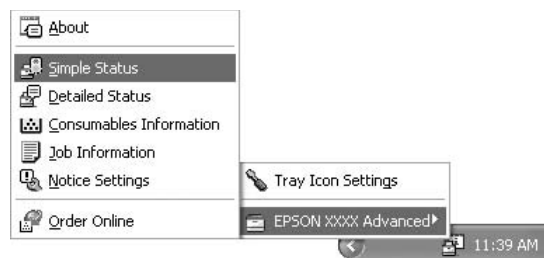 About
Simple Status
Detailed Status
Consumables Information
Job Information
Notice Settings
Order Online
Tray Icon Settings
EPSON XXXX Advanced
11:39 AM